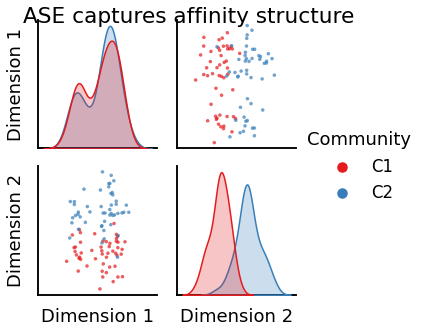 ASE captures affinity structure
Dimension 1
Community
C1
C2
Dimension 2
Dimension 1
Dimension 2